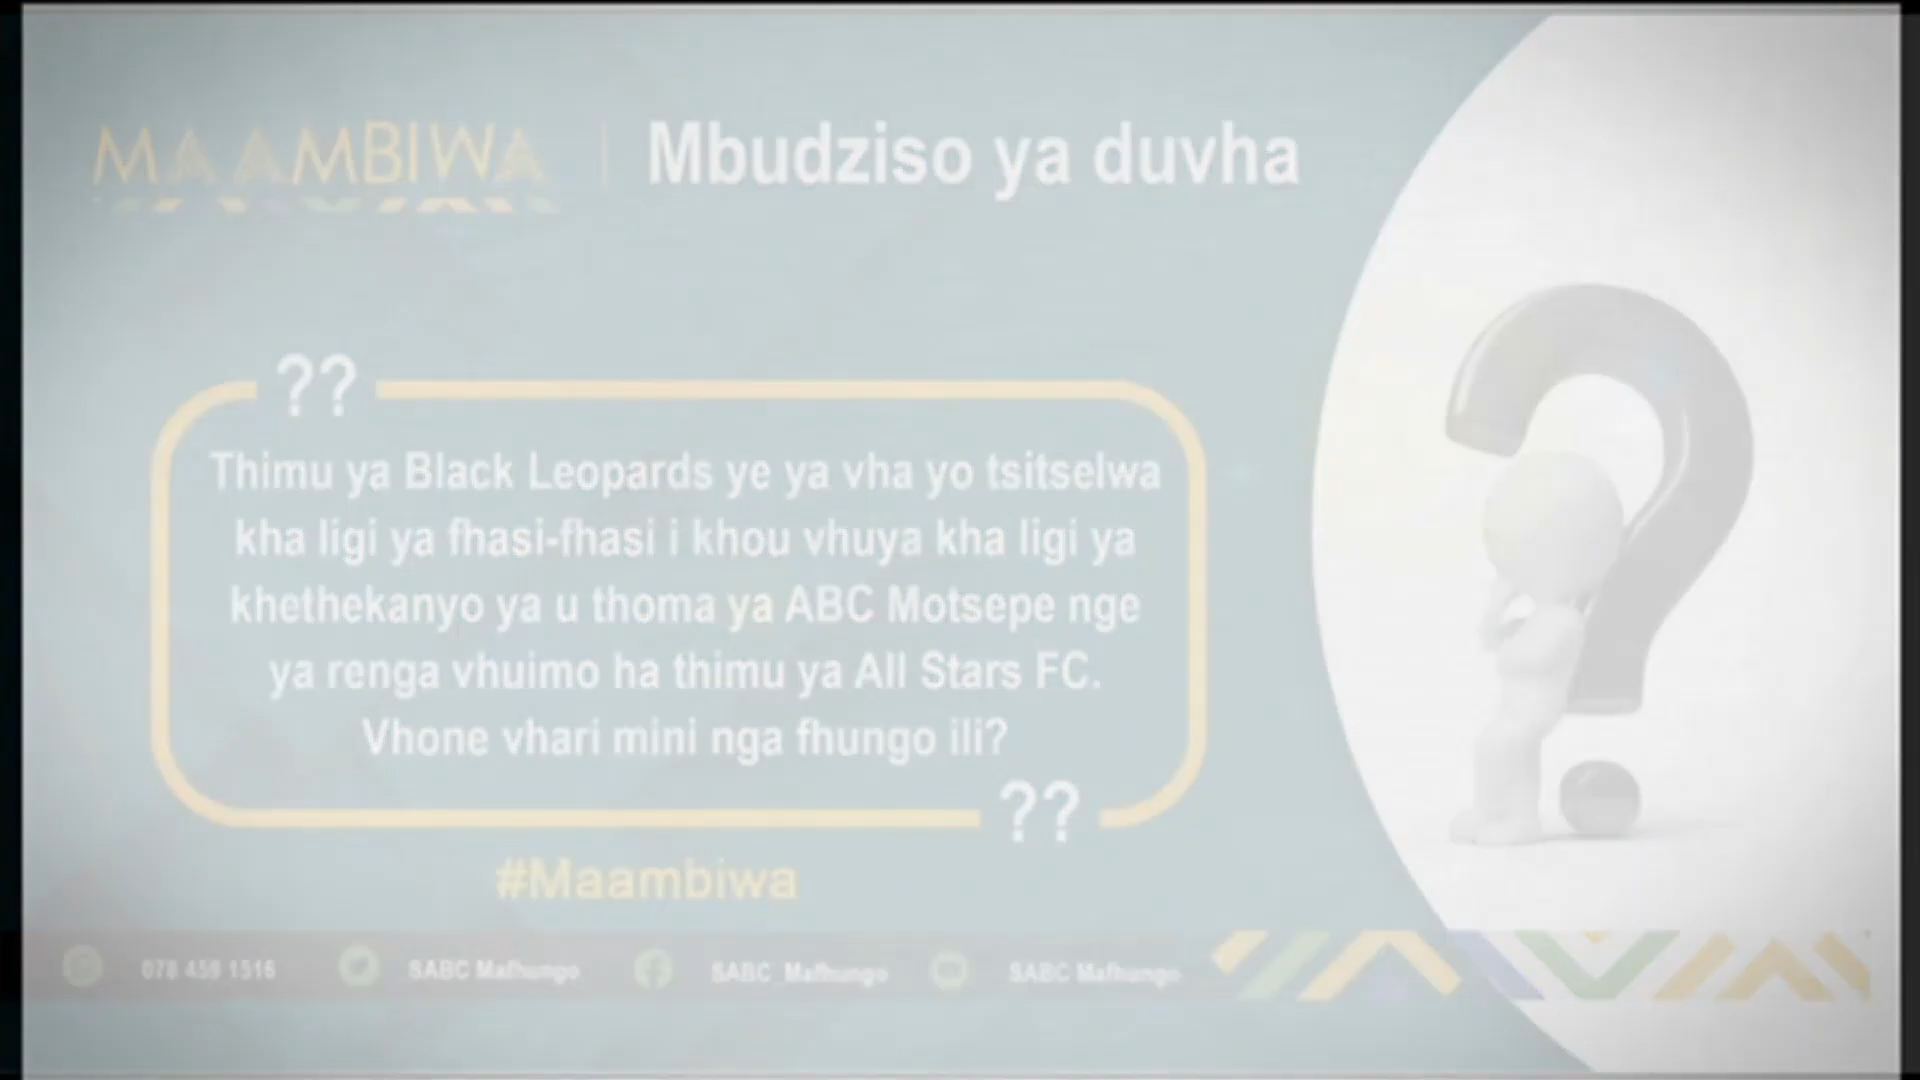 MAAMBIWA
Mbudziso ya duvha
??
Thimu ya Black Leopards ye ya vha yo tsitselwa
kha ligi ya fhasi-fhasi i khou vhuya kha ligi ya
khethekanyo ya u thoma ya ABC Motsepe nge
ya renga vhuimo ha thimu ya All Stars FC.
Vhone vhari mini nga fhungo ili?
??
#Maambiwa
078 459 1516 SABC Mafhungo SABC_Mafhungo SABC Mafhungo